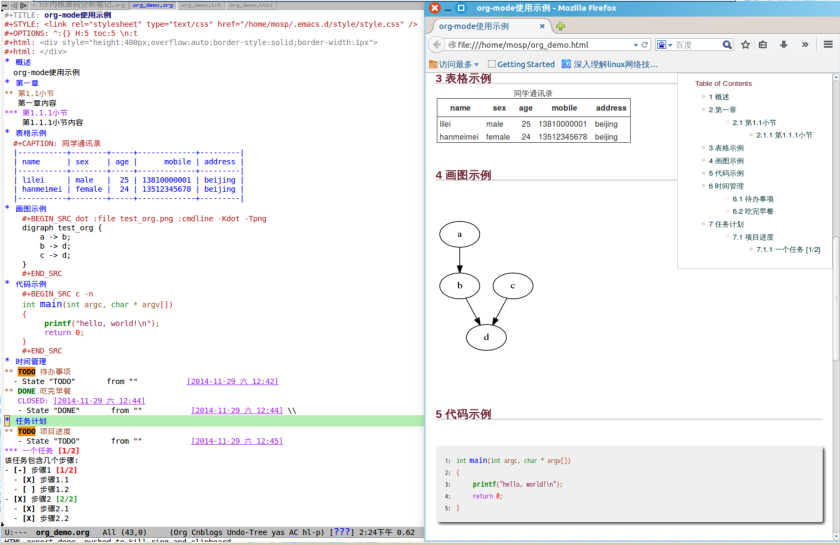 TCP内核源码分析笔记.org org_demo.org org_demo.txt org_demo.html
#+TITLE: org-mode使用示例
#+STYLE: <link rel="stylesheet" type="text/css" href="/home/mosp/.emacs.d/style/style.css" />
#+OPTIONS: ^:{} H:5 toc:5 \n:t
#+html: <div style="height:400px;overflow:auto;border-style:solid;border-width:1px">
#+html: </div>
* 概述
org-mode使用示例
* 第一章
** 第1.1小节
第一章内容
*** 第1.1.1小节
第1.1.1小节内容
* 表格示例
#+CAPTION: 同学通讯录
|-----------+--------+-----+-------------+---------|
| name | sex | age | mobile | address |
|-----------+--------+-----+-------------+---------|
| lilei | male | 25 | 13810000001 | beijing |
| hanmeimei | female | 24 | 13512345678 | beijing |
|-----------+--------+-----+-------------+---------|
* 画图示例
#+BEGIN_SRC dot :file test_org.png :cmdline -Kdot -Tpng
digraph test_org {
a -> b;
b -> d;
c -> d;
}
#+END_SRC
* 代码示例
#+BEGIN_SRC c -n
int main(int argc, char * argv[])
{
printf("hello, world!\n");
return 0;
}
#+END_SRC
* 时间管理
** TODO 待办事项
- State "TODO" from "" [2014-11-29 六 12:42]
** DONE 吃完早餐
CLOSED: [2014-11-29 六 12:44]
- State "DONE" from "" [2014-11-29 六 12:44] \\
* 任务计划
** TODO 项目进度
- State "TODO" from "" [2014-11-29 六 12:45]
*** 一个任务 [1/2]
该任务包含几个步骤:
- [-] 步骤1 [1/2]
- [X] 步骤1.1
- [ ] 步骤1.2
- [X] 步骤2 [2/2]
- [X] 步骤2.1
- [X] 步骤2.2
U:--- org_demo.org All (43,0) (Org Cnblogs Undo-Tree yas AC hl-p) [???] 2:24下午 0.62
HTML export done, pushed to kill ring and clipboard
org-mode使用示例 - Mozilla Firefox
org-mode使用示例
file:///home/mosp/org_demo.html
百度
访问最多
Getting Started
深入理解linux网络技术…
3 表格示例
同学通讯录
name sex age mobile address
lilei male 25 13810000001 beijing
hanmeimei female 24 13512345678 beijing
4 画图示例
a
b c
d
5 代码示例
1: int main(int argc, char * argv[])
2: {
3: printf("hello, world!\n");
4: return 0;
5: }
Table of Contents
1 概述
2 第一章
2.1 第1.1小节
2.1.1 第1.1.1小节
3 表格示例
4 画图示例
5 代码示例
6 时间管理
6.1 待办事项
6.2 吃完早餐
7 任务计划
7.1 项目进度
7.1.1 一个任务 [1/2]